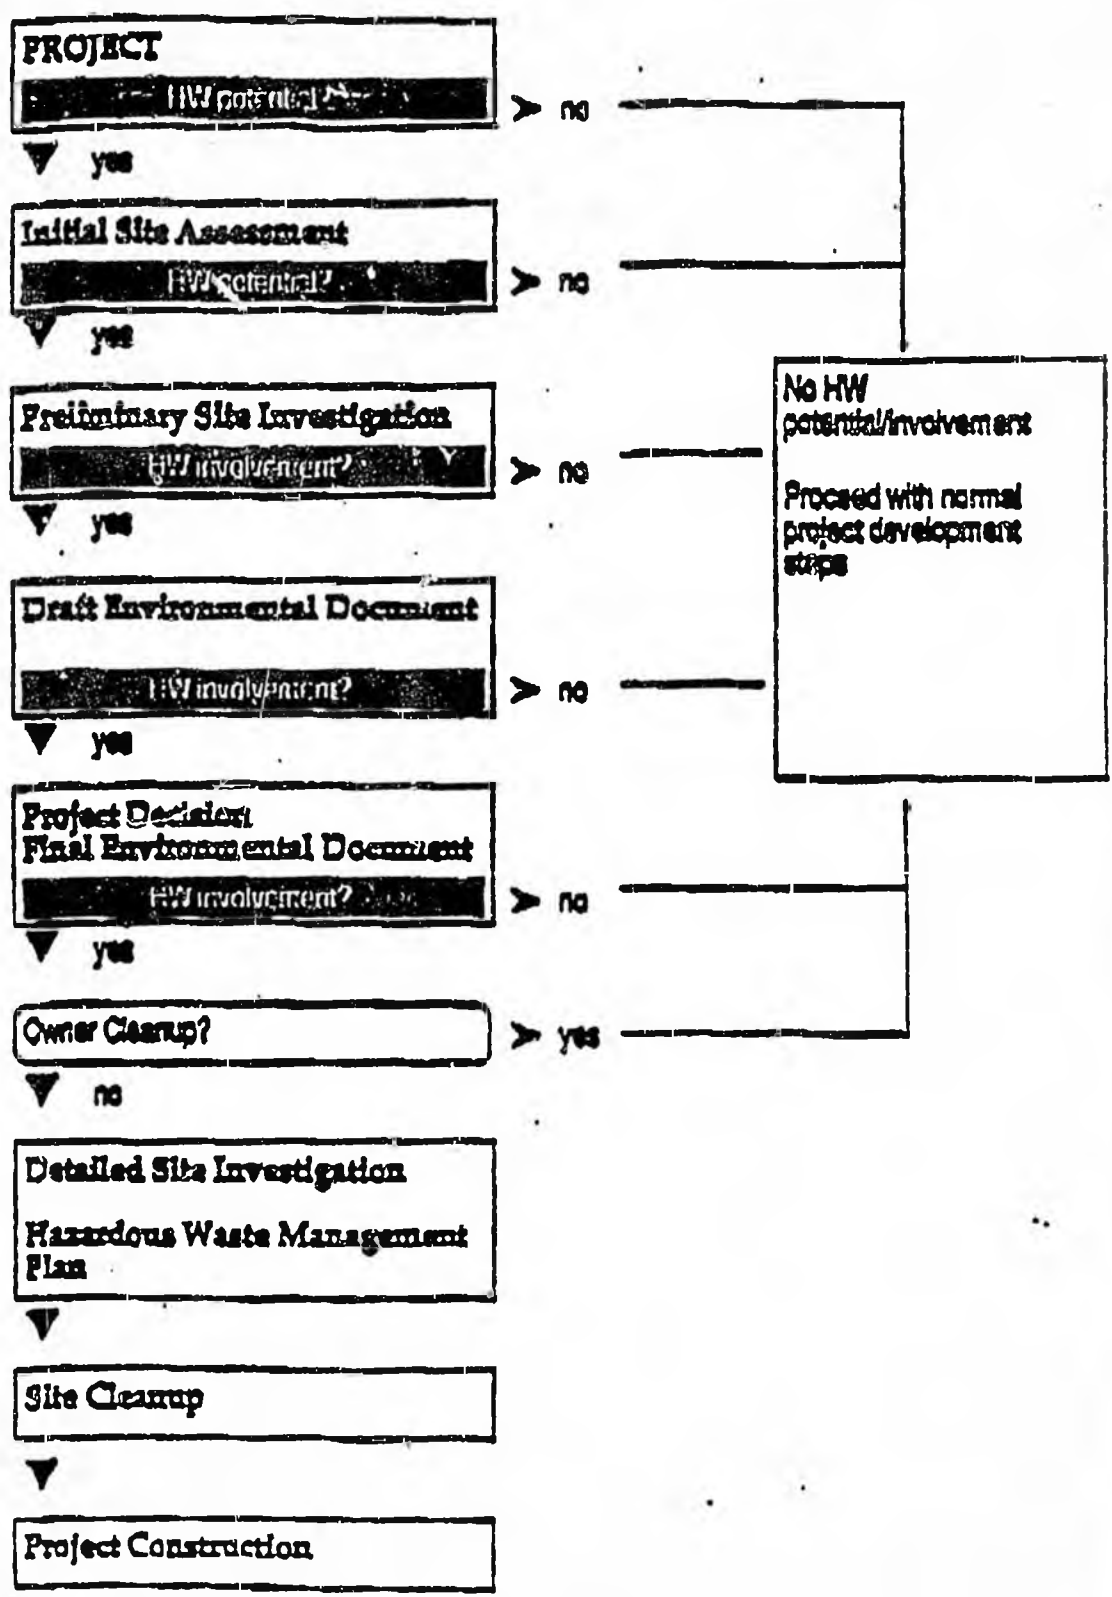 PROJECT
HW potential
no
yes
Initial Site Assessment
HW potential?
no
yes
Preliminary Site Investigation
HW involvement?
no
yes
No HW
potential/involvement
Proceed with normal
project development
steps
Draft Environmental Document
HW involvement?
no
yes
Project Decision
Final Environmental Document
HW involvement?
no
yes
Owner Cleanup?
yes
no
Detailed Site Investigation
Hazardous Waste Management
Plan
Site Cleanup
Project Construction